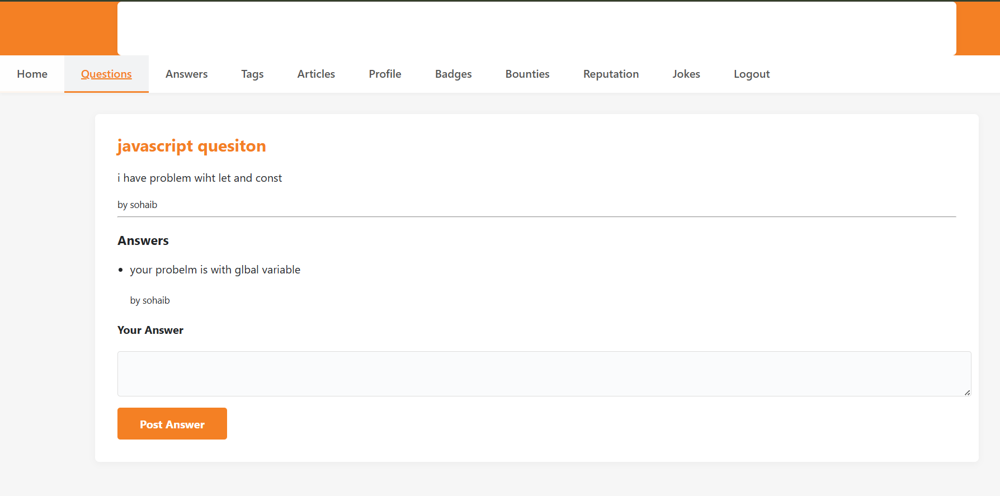 Home Questions Answers Tags Articles Profile Badges Bounties Reputation Jokes Logout
javascript quesiton
i have problem wiht let and const
by sohaib
Answers
your probelm is with glbal variable
by sohaib
Your Answer
Post Answer